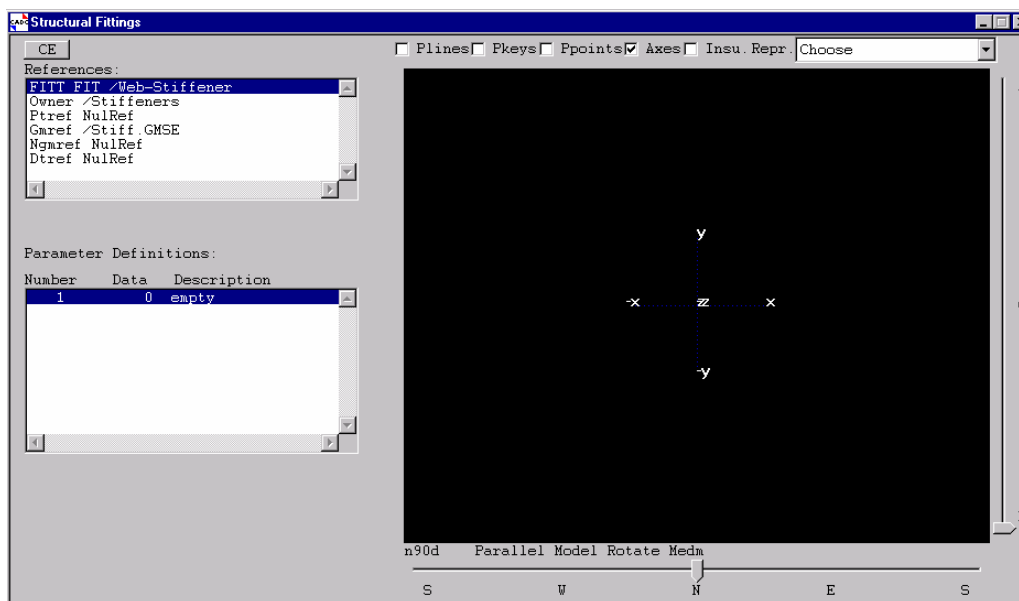 CADC Structural Fittings
CE
Plines Pkeys Ppoints Axes Insu. Repr. Choose
References:
FITT FIT /Web-Stiffener
Owner /Stiffeners
Ptref NulRef
Gmref /Stiff.GMSE
Ngmref NulRef
Dtref NulRef
Parameter Definitions:
Number Data Description
1 0 empty
y
-x zz x
-y
n90d Parallel Model Rotate Medm
S W N E S